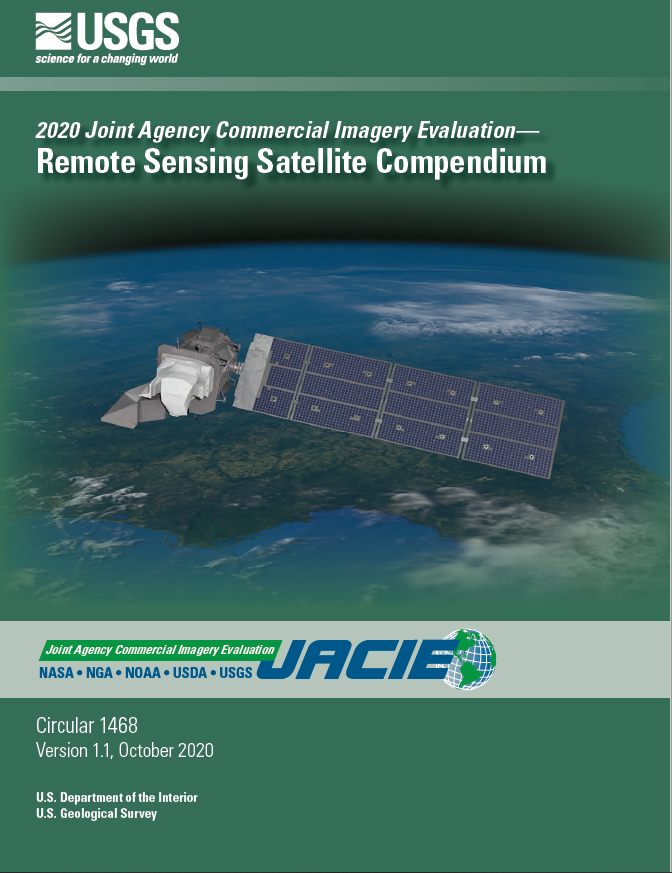 USGS
science for a changing world
2020 Joint Agency Commercial Imagery Evaluation—
Remote Sensing Satellite Compendium
Joint Agency Commercial Imagery Evaluation
NASA • NGA • NOAA • USDA • USGS
JACIE
Circular 1468
Version 1.1, October 2020
U.S. Department of the Interior
U.S. Geological Survey